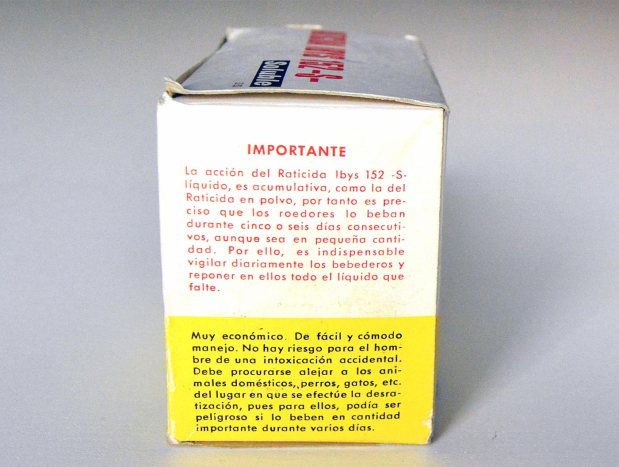 RATICIDA IBYS 152 -S-
Soluble
IMPORTANTE
La acción del Raticida Ibys 152 -S-
líquido, es acumulativa, como la del
Raticida en polvo, por tanto es pre-
ciso que los roedores lo beban
durante cinco o seis días consecuti-
vos, aunque sea en pequeña canti-
dad. Por ello, es indispensable
vigilar diariamente los bebederos y
reponer en ellos todo el líquido que
falte.
Muy económico. De fácil y cómodo
manejo. No hay riesgo para el hom-
bre de una intoxicación accidental.
Debe procurarse alejar a los ani-
males domésticos, perros, gatos, etc.
del lugar en que se efectúe la desra-
tización, pues para ellos, podía ser
peligroso si lo beben en cantidad
importante durante varios días.